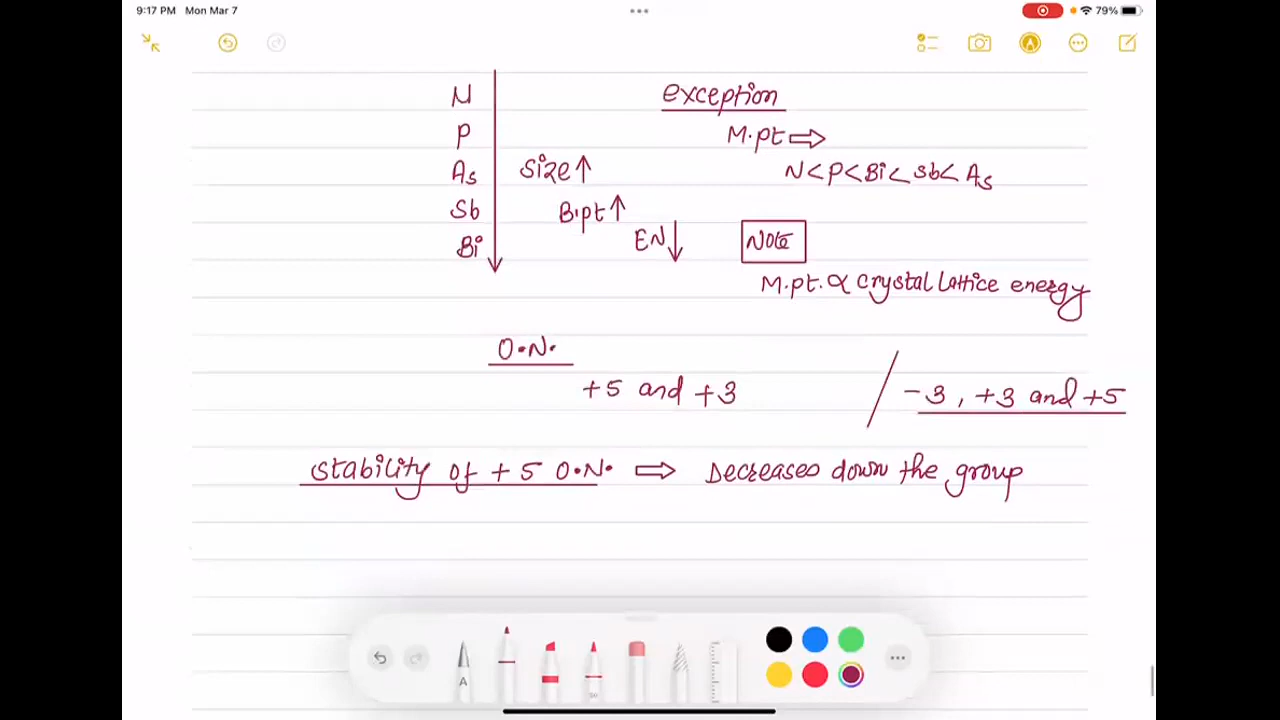 9:17 PM Mon Mar 7
79%
N
exception
P
M.pt ⇒
As
Size ↑
N < P < Bi < Sb < As
Sb
B.pt ↑
Bi
EN ↓
Note
M.pt. ∝ Crystal Lattice energy
O.N.
+5 and +3
/ -3, +3 and +5
Stability of +5 O.N. ⇒ Decreases down the group
A
50